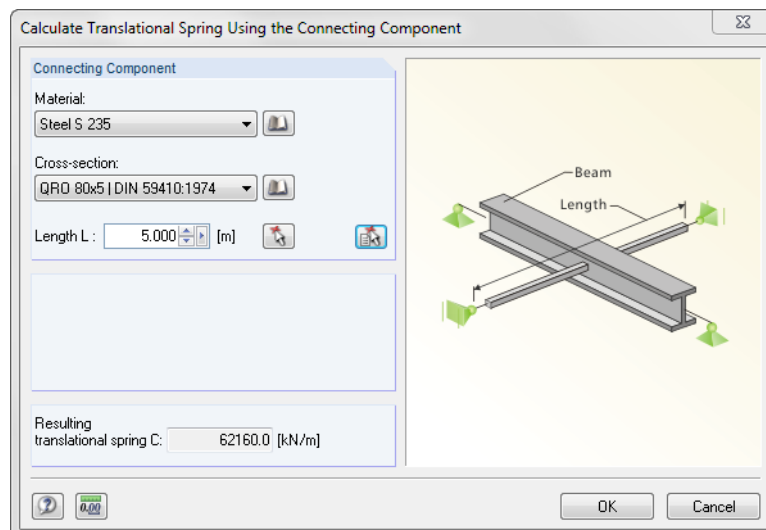 Calculate Translational Spring Using the Connecting Component
Connecting Component
Material:
Steel S 235
Cross-section:
QRO 80x5 | DIN 59410:1974
Length L :
5.000
[m]
Beam
Length
Resulting
translational spring C:
62160.0
[kN/m]
0.00
OK
Cancel